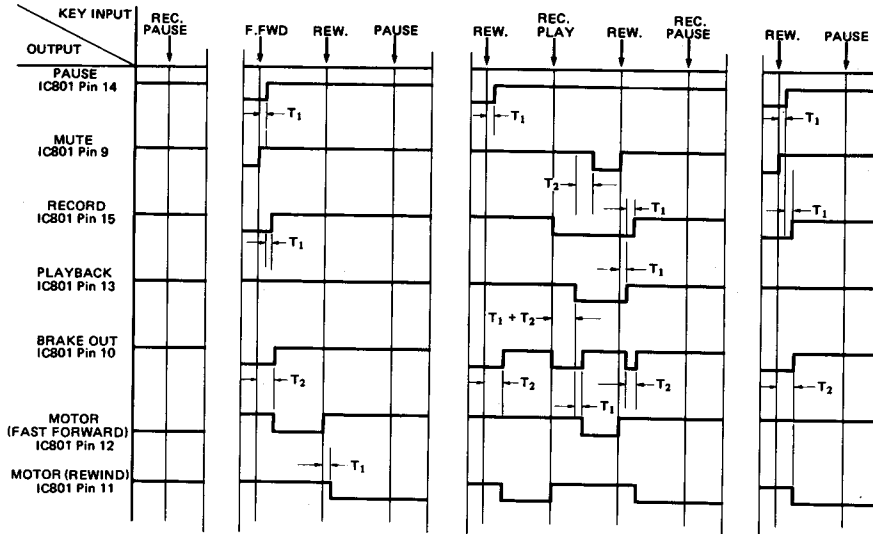 KEY INPUT
OUTPUT
REC.
PAUSE
F.FWD
REW.
PAUSE
REW.
REC.
PLAY
REW.
REC.
PAUSE
REW.
PAUSE
PAUSE
IC801 Pin 14
T1
T1
T1
MUTE
IC801 Pin 9
T2
RECORD
IC801 Pin 15
T1
T1
T1
PLAYBACK
IC801 Pin 13
T1
T1 + T2
BRAKE OUT
IC801 Pin 10
T2
T2
T1
T2
T2
MOTOR
(FAST FORWARD)
IC801 Pin 12
T1
MOTOR (REWIND)
IC801 Pin 11